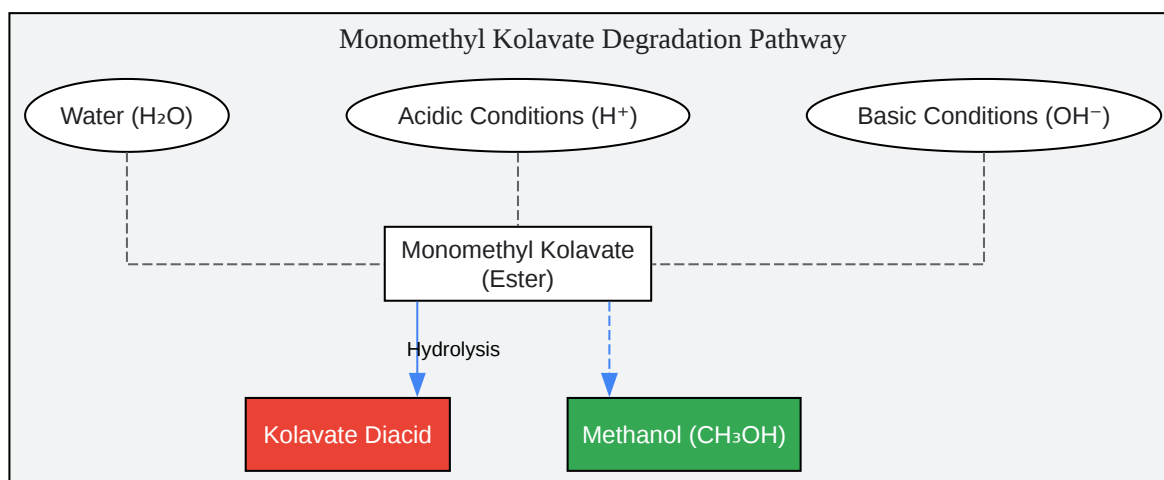 Monomethyl Kolavate Degradation Pathway
Water (H₂O)
Acidic Conditions (H⁺)
Basic Conditions (OH⁻)
Monomethyl Kolavate
(Ester)
Hydrolysis
Kolavate Diacid
Methanol (CH₃OH)